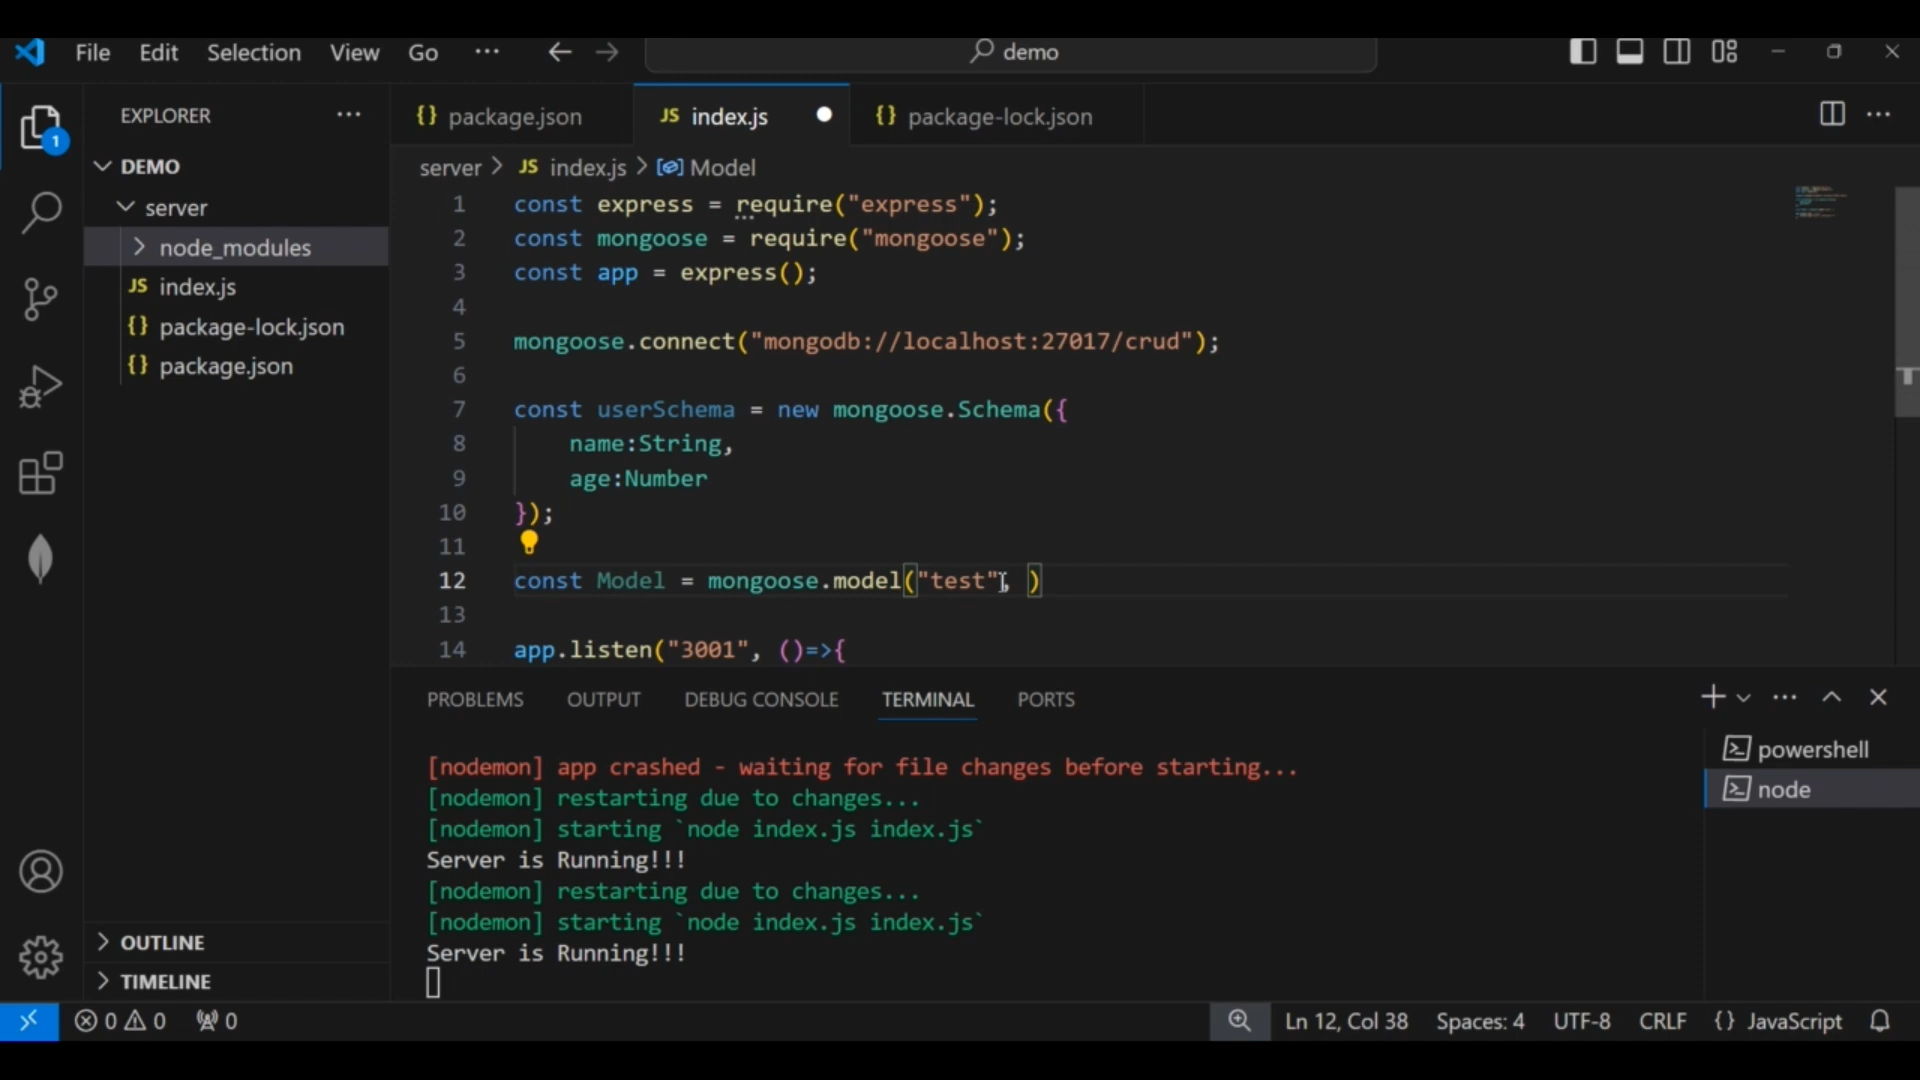 File Edit Selection View Go ··· demo
EXPLORER ···
{} package.json JS index.js {} package-lock.json
DEMO
server
node_modules
JS index.js
{} package-lock.json
{} package.json
OUTLINE
TIMELINE
server > JS index.js > Model
1 const express = require("express");
2 const mongoose = require("mongoose");
3 const app = express();
4
5 mongoose.connect("mongodb://localhost:27017/crud");
6
7 const userSchema = new mongoose.Schema({
8 name:String,
9 age:Number
10 });
11
12 const Model = mongoose.model("test", )
13
14 app.listen("3001", ()=>{
PROBLEMS OUTPUT DEBUG CONSOLE TERMINAL PORTS
[nodemon] app crashed - waiting for file changes before starting...
[nodemon] restarting due to changes...
[nodemon] starting `node index.js index.js`
Server is Running!!!
[nodemon] restarting due to changes...
[nodemon] starting `node index.js index.js`
Server is Running!!!
powershell
node
1
0 0 0 Ln 12, Col 38 Spaces: 4 UTF-8 CRLF {} JavaScript